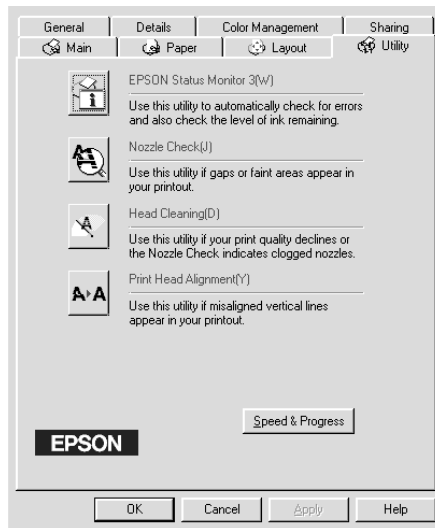 General Details Color Management Sharing
Main Paper Layout Utility
EPSON Status Monitor 3(W)
Use this utility to automatically check for errors
and also check the level of ink remaining.
Nozzle Check(J)
Use this utility if gaps or faint areas appear in
your printout.
Head Cleaning(D)
Use this utility if your print quality declines or
the Nozzle Check indicates clogged nozzles.
Print Head Alignment(Y)
Use this utility if misaligned vertical lines
appear in your printout.
Speed & Progress
EPSON
OK Cancel Apply Help